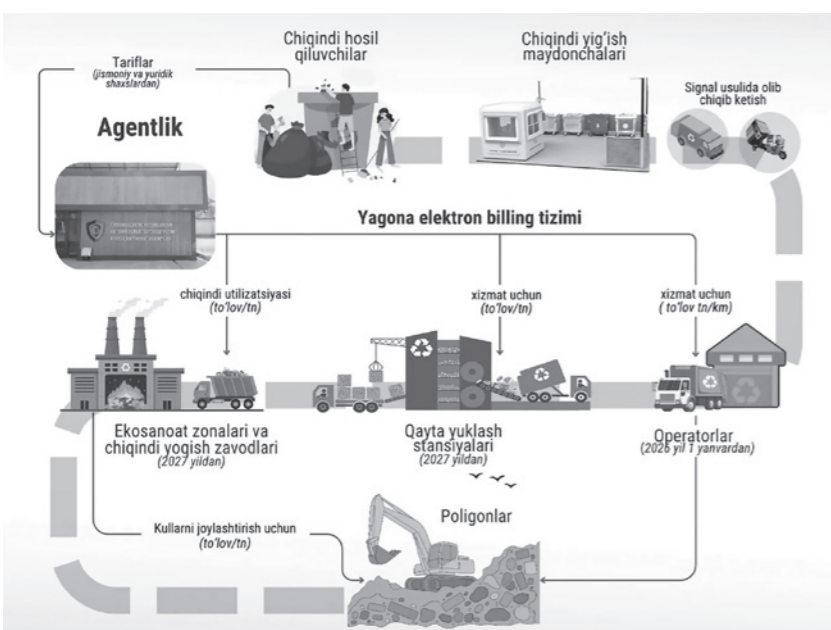 Chiqindi hosil
qiluvchilar
Chiqindi yig‘ish
maydonchalari
Tariflar
(jismoniy va yuridik
shaxslardan)
Signal usulida olib
chiqib ketish
Agentlik
Yagona elektron billing tizimi
chiqindi utilizatsiyasi
(to‘lov/tn)
xizmat uchun
(to‘lov/tn)
xizmat uchun
( to‘lov tn/km)
Ekosanoat zonalari va
chiqindi yogish zavodlari
(2027 yildan)
Qayta yuklash
stansiyalari
(2027 yildan)
Operatorlar
(2026 yil 1 yanvardan)
Poligonlar
Kullarni joylashtirish uchun
(to‘lov/tn)